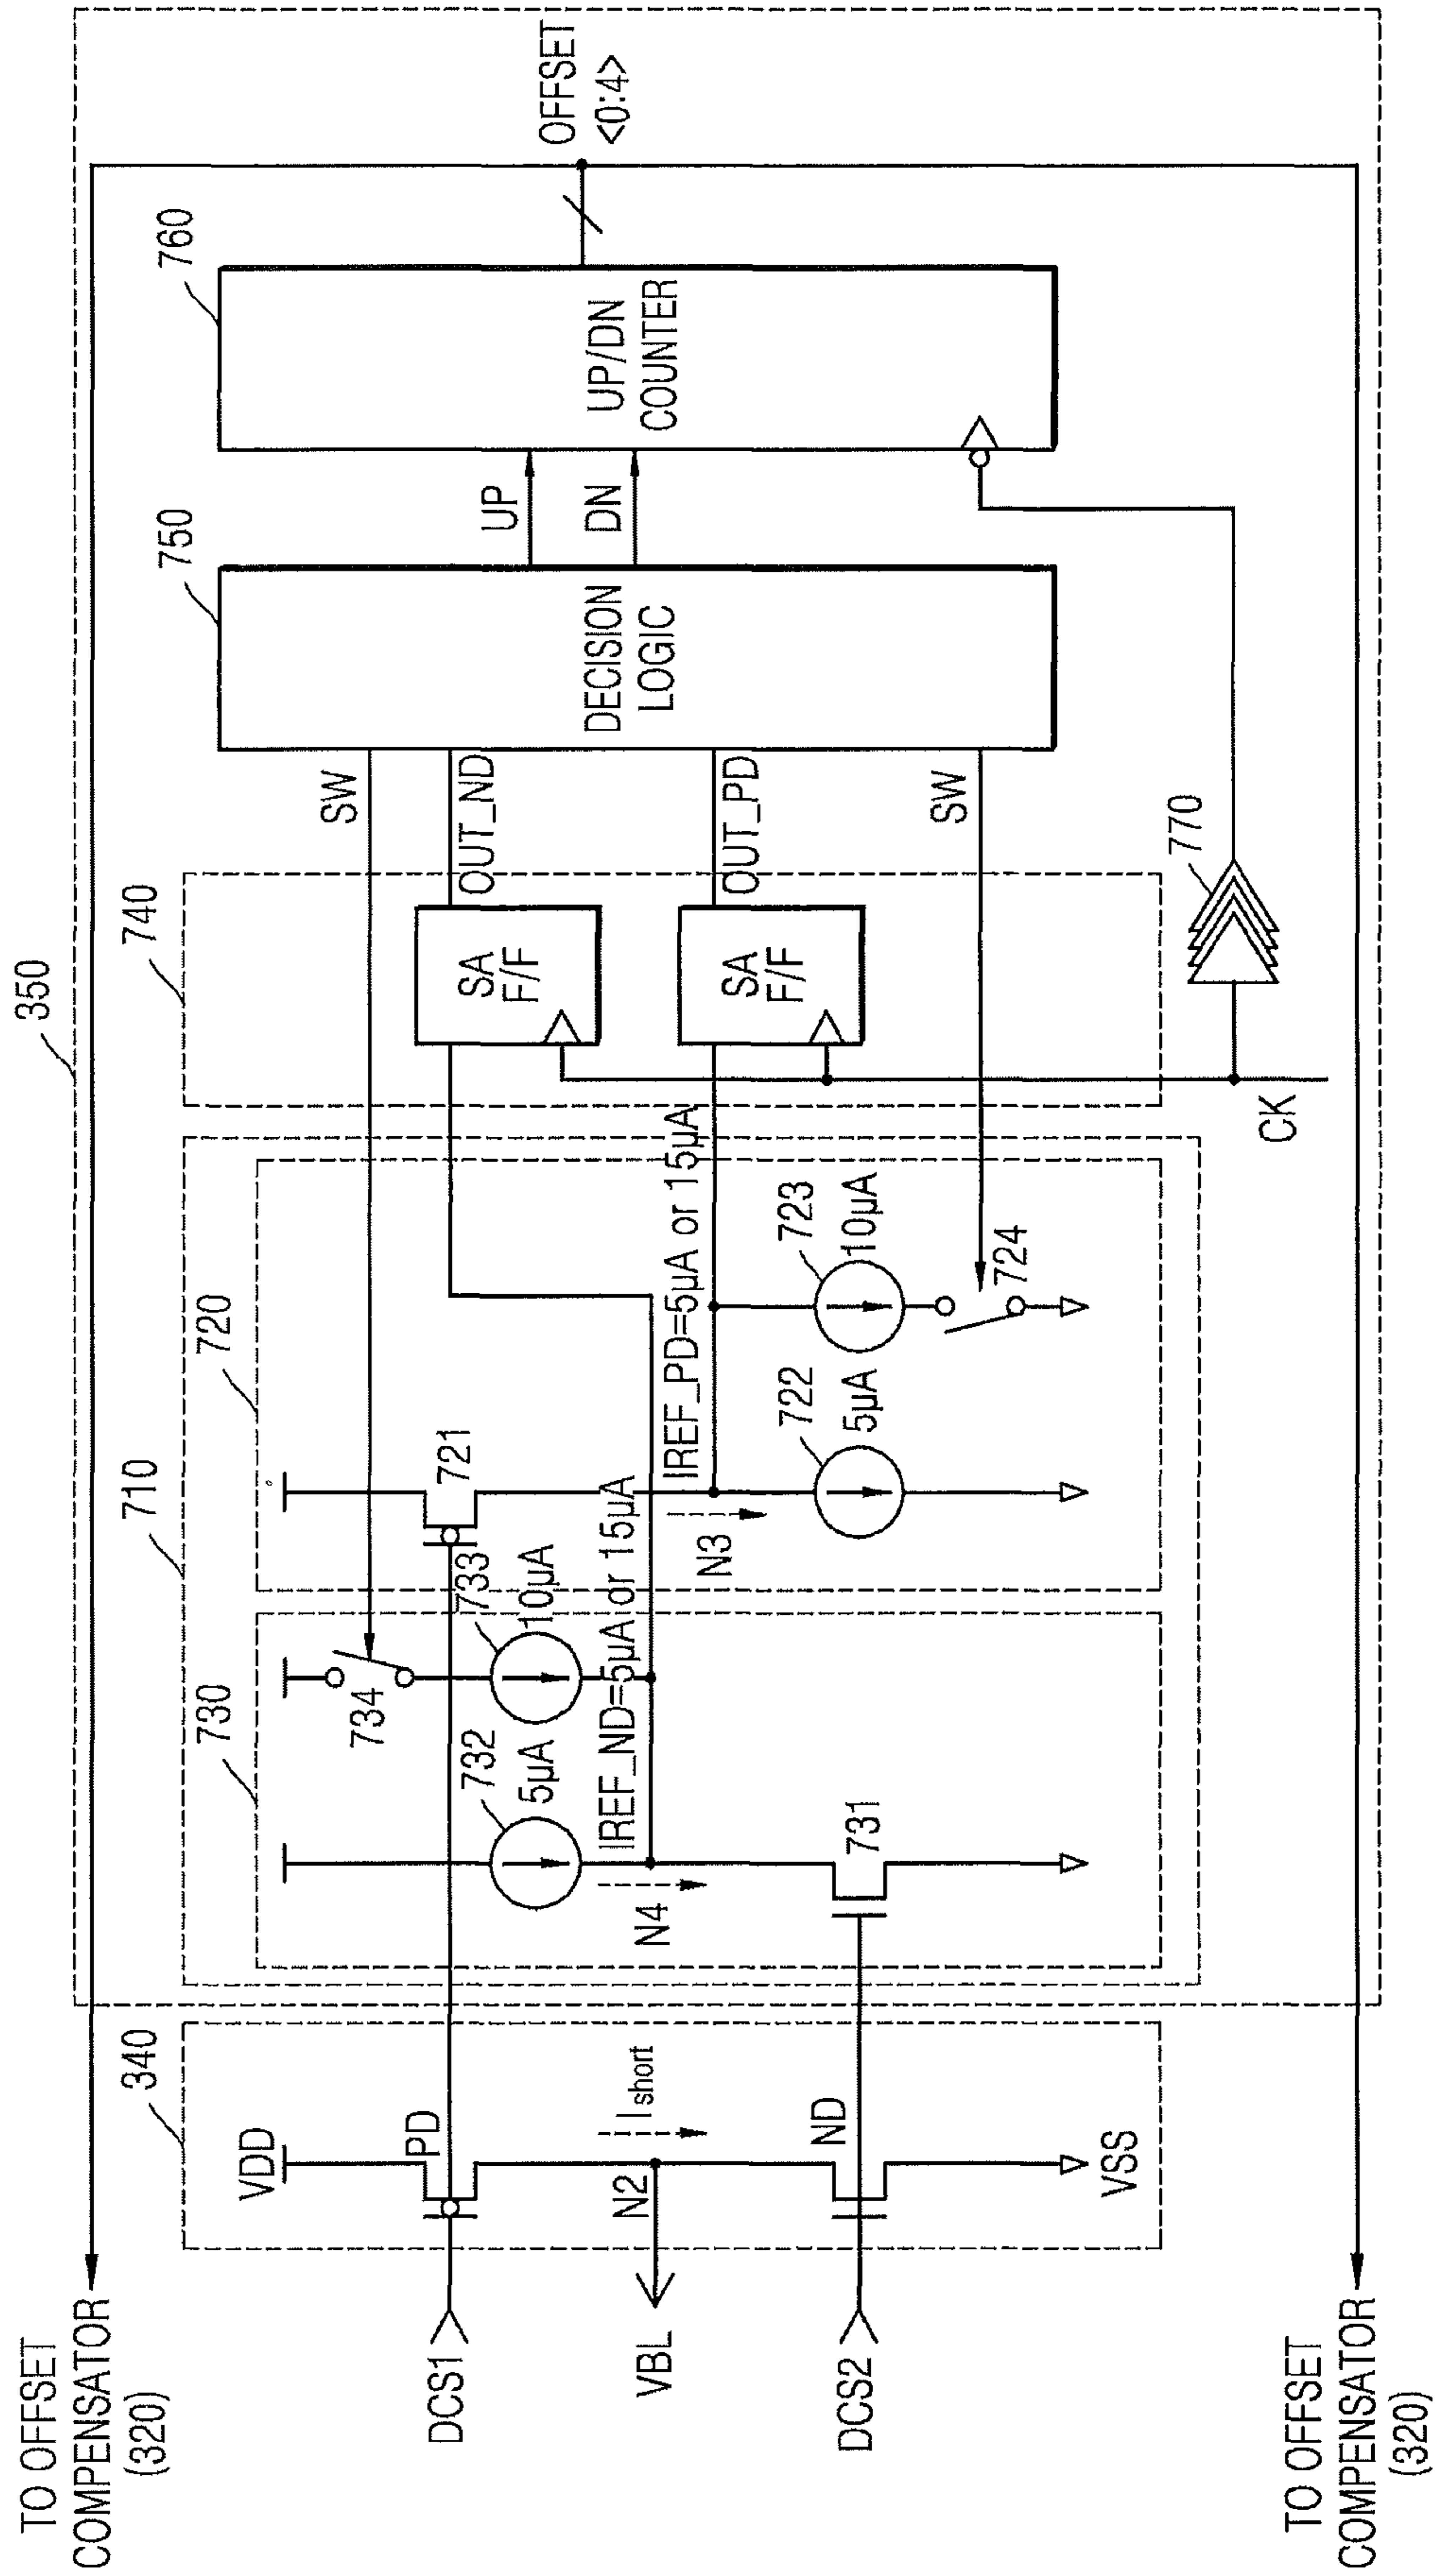 TO OFFSET
COMPENSATOR
(320)
350
340
VDD
PD
DCS1
N2
Ishort
VBL
ND
DCS2
VSS
710
730
734
733
10µA
732
5µA
IREF_ND=5µA or 15µA
N4
731
720
721
IREF_PD=5µA or 15µA
N3
722
5µA
723
10µA
724
740
SA
F/F
SA
F/F
CK
770
SW
OUT_ND
OUT_PD
SW
750
DECISION
LOGIC
UP
DN
760
UP/DN
COUNTER
OFFSET
<0:4>
TO OFFSET
COMPENSATOR
(320)